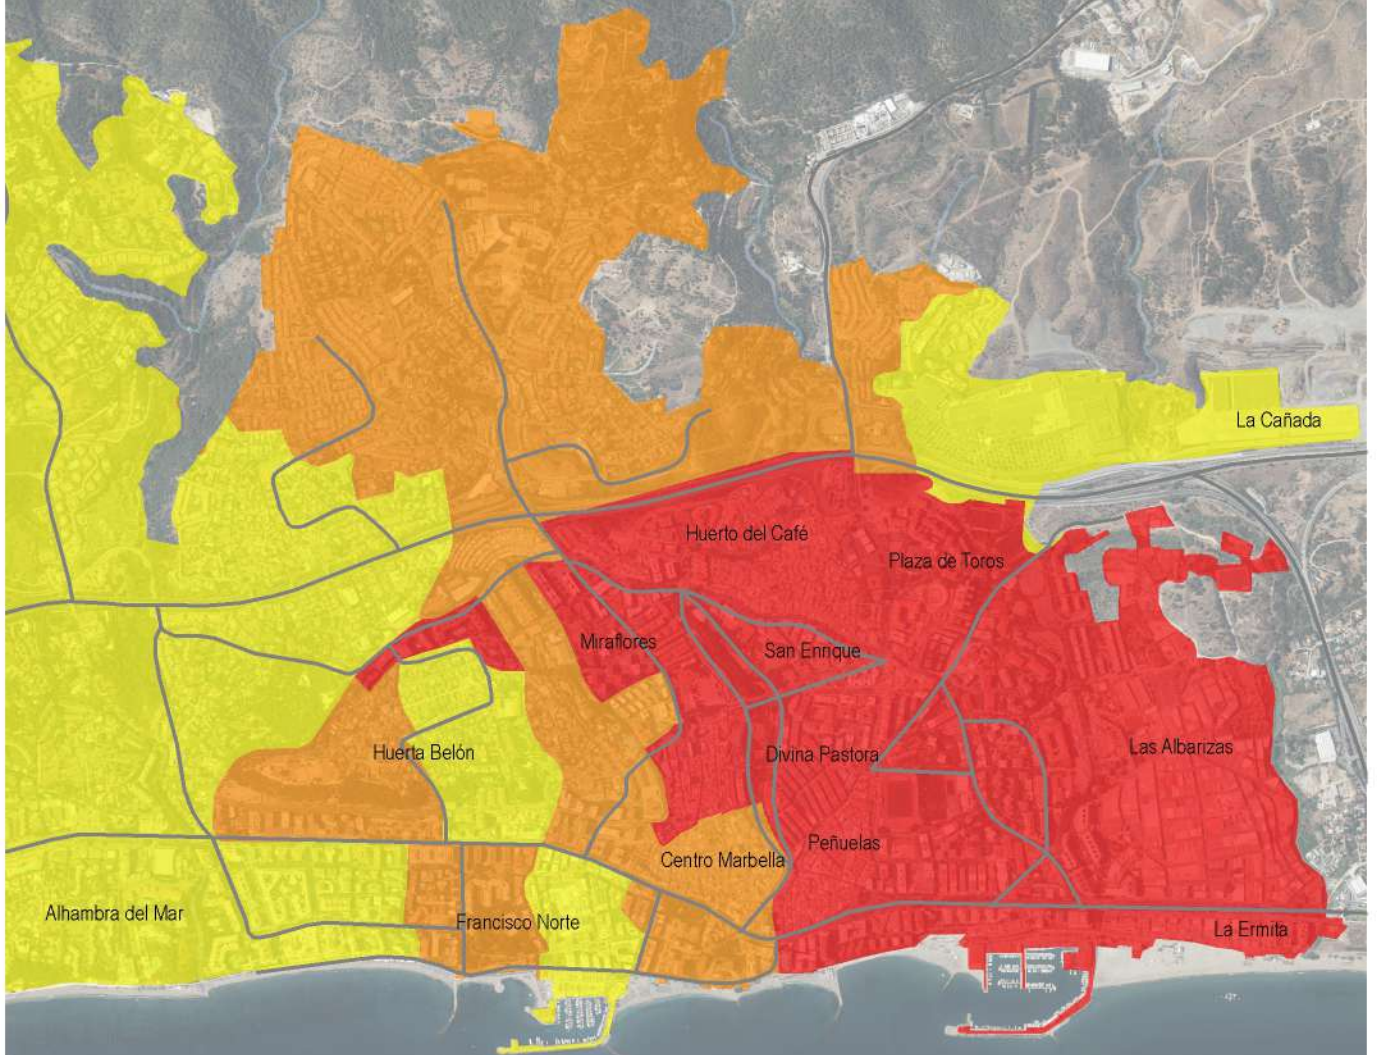 La Cañada
Huerto del Café
Plaza de Toros
Miraflores
San Enrique
Huerta Belón
Divina Pastora
Las Albarizas
Peñuelas
Centro Marbella
Alhambra del Mar
Francisco Norte
La Ermita